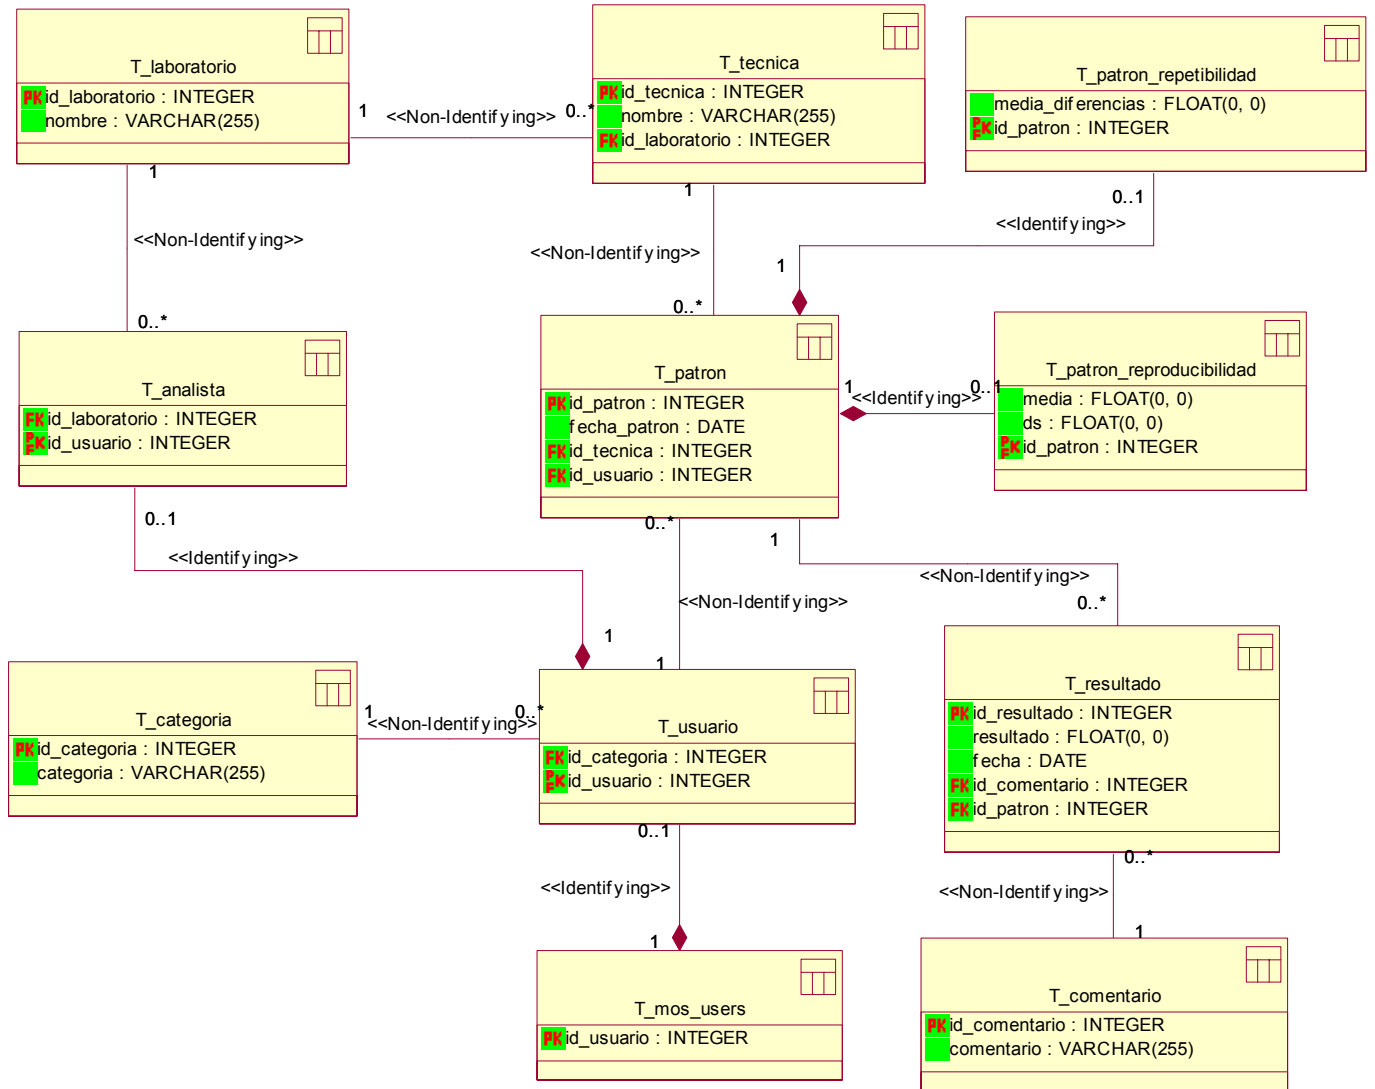 T_laboratorio
PK id_laboratorio : INTEGER
nombre : VARCHAR(255)
1
<<Non-Identifying>>
0..*
T_tecnica
PK id_tecnica : INTEGER
nombre : VARCHAR(255)
FK id_laboratorio : INTEGER
T_patron_repetibilidad
media_diferencias : FLOAT(0, 0)
PFK id_patron : INTEGER
1
<<Non-Identifying>>
0..*
1
<<Non-Identifying>>
0..*
0..1
<<Identifying>>
1
T_analista
FK id_laboratorio : INTEGER
PFK id_usuario : INTEGER
T_patron
PK id_patron : INTEGER
fecha_patron : DATE
FK id_tecnica : INTEGER
FK id_usuario : INTEGER
1
<<Identifying>>
0..1
T_patron_reproducibilidad
media : FLOAT(0, 0)
ds : FLOAT(0, 0)
PFK id_patron : INTEGER
0..1
<<Identifying>>
1
0..*
<<Non-Identifying>>
1
1
<<Non-Identifying>>
0..*
T_categoria
PK id_categoria : INTEGER
categoria : VARCHAR(255)
1
<<Non-Identifying>>
0..*
T_usuario
FK id_categoria : INTEGER
PFK id_usuario : INTEGER
T_resultado
PK id_resultado : INTEGER
resultado : FLOAT(0, 0)
fecha : DATE
FK id_comentario : INTEGER
FK id_patron : INTEGER
0..1
<<Identifying>>
1
0..*
<<Non-Identifying>>
1
T_mos_users
PK id_usuario : INTEGER
T_comentario
PK id_comentario : INTEGER
comentario : VARCHAR(255)